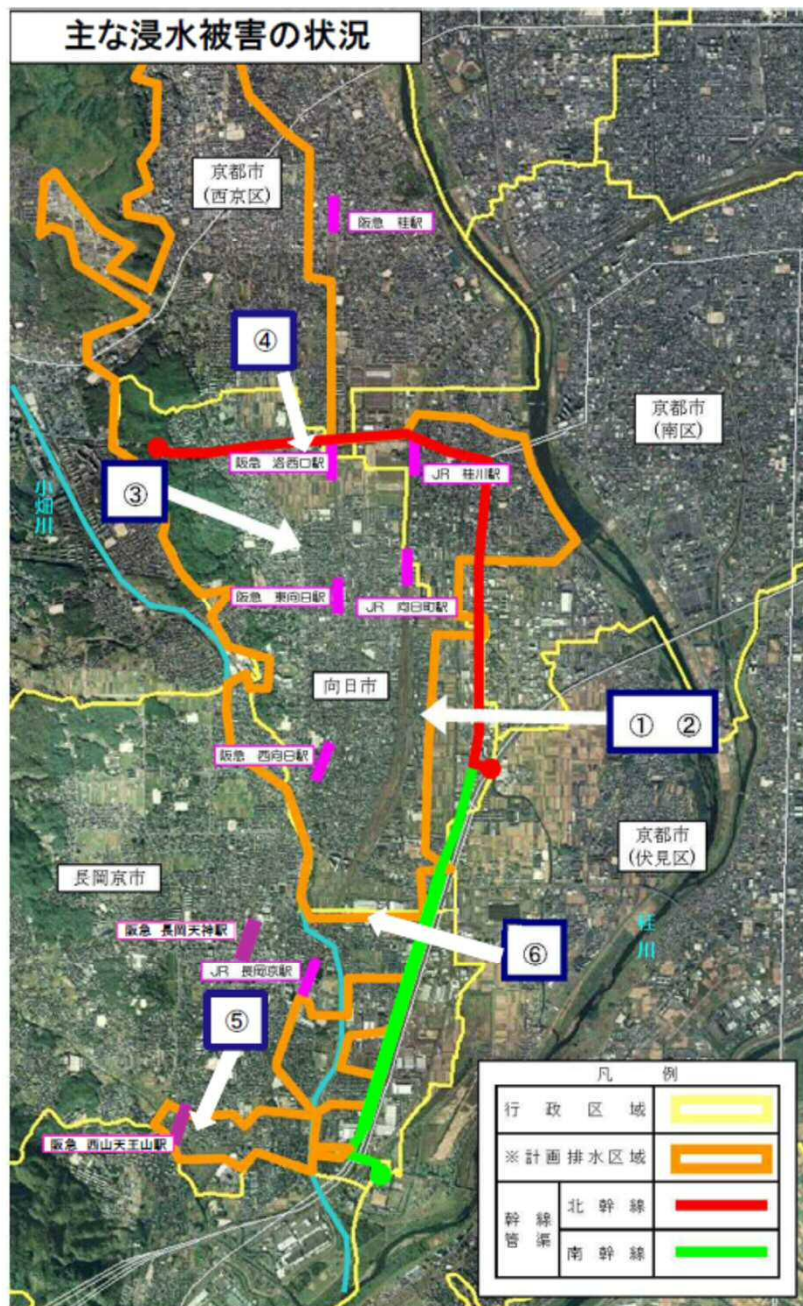 主な浸水被害の状況
京都市
(西京区)
阪急 桂駅
④
京都市
(南区)
阪急 洛西口駅
JR 桂川駅
③
小畑川
阪急 東向日駅
JR 向日町駅
向日市
① ②
阪急 西向日駅
京都市
(伏見区)
長岡京市
阪急 長岡天神駅
桂川
⑥
JR 長岡京駅
⑤
阪急 西山天王山駅
凡 例
行政区域
※計画排水区域
幹線
管渠
北幹線
南幹線